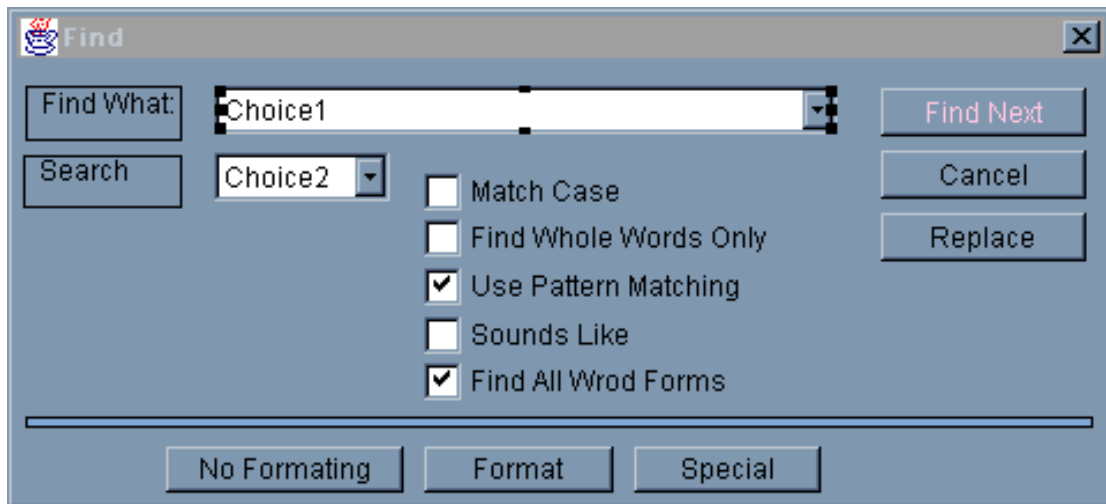 Find
Find What:
Choice1
Find Next
Search
Choice2
Cancel
Match Case
Find Whole Words Only
Replace
Use Pattern Matching
Sounds Like
Find All Wrod Forms
No Formating
Format
Special